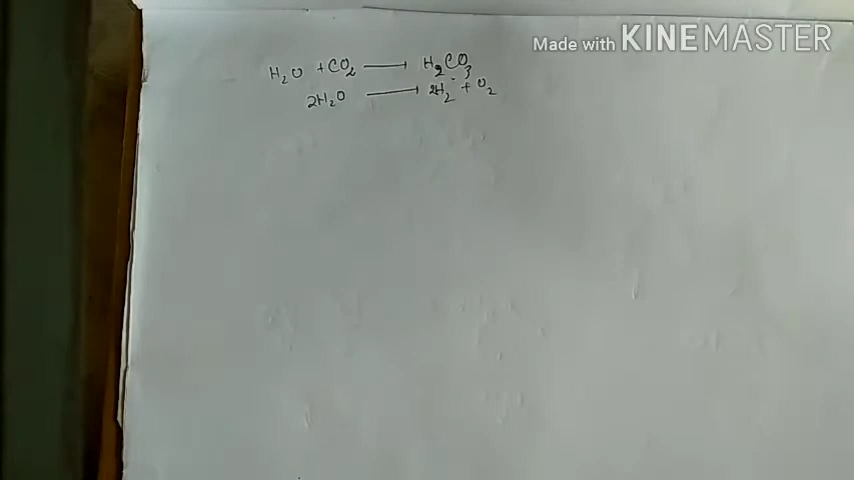 Made with KINEMASTER
H₂O + CO₂ ⟶ H₂CO₃
2H₂O ⟶ 2H₂ + O₂